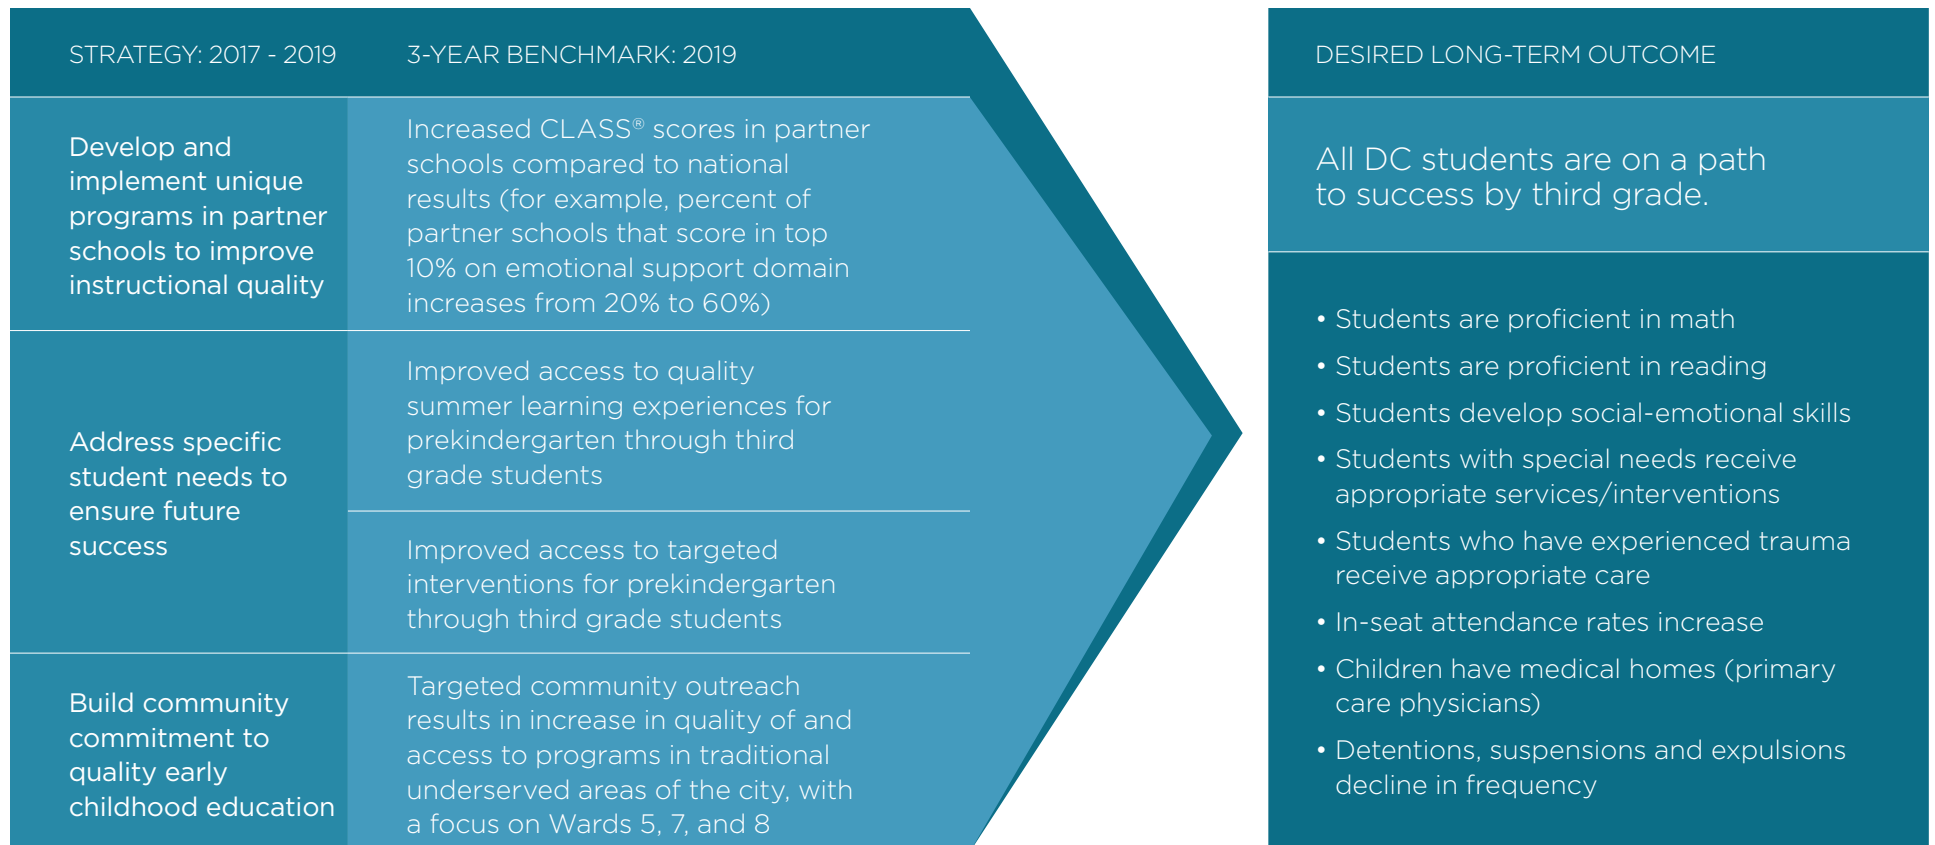 STRATEGY: 2017 - 2019
3-YEAR BENCHMARK: 2019
Develop and
implement unique
programs in partner
schools to improve
instructional quality
Increased CLASS® scores in partner
schools compared to national
results (for example, percent of
partner schools that score in top
10% on emotional support domain
increases from 20% to 60%)
Address specific
student needs to
ensure future
success
Improved access to quality
summer learning experiences for
prekindergarten through third
grade students
Improved access to targeted
interventions for prekindergarten
through third grade students
Build community
commitment to
quality early
childhood education
Targeted community outreach
results in increase in quality of and
access to programs in traditional
underserved areas of the city, with
a focus on Wards 5, 7, and 8
DESIRED LONG-TERM OUTCOME
All DC students are on a path
to success by third grade.
• Students are proficient in math
• Students are proficient in reading
• Students develop social-emotional skills
• Students with special needs receive
appropriate services/interventions
• Students who have experienced trauma
receive appropriate care
• In-seat attendance rates increase
• Children have medical homes (primary
care physicians)
• Detentions, suspensions and expulsions
decline in frequency